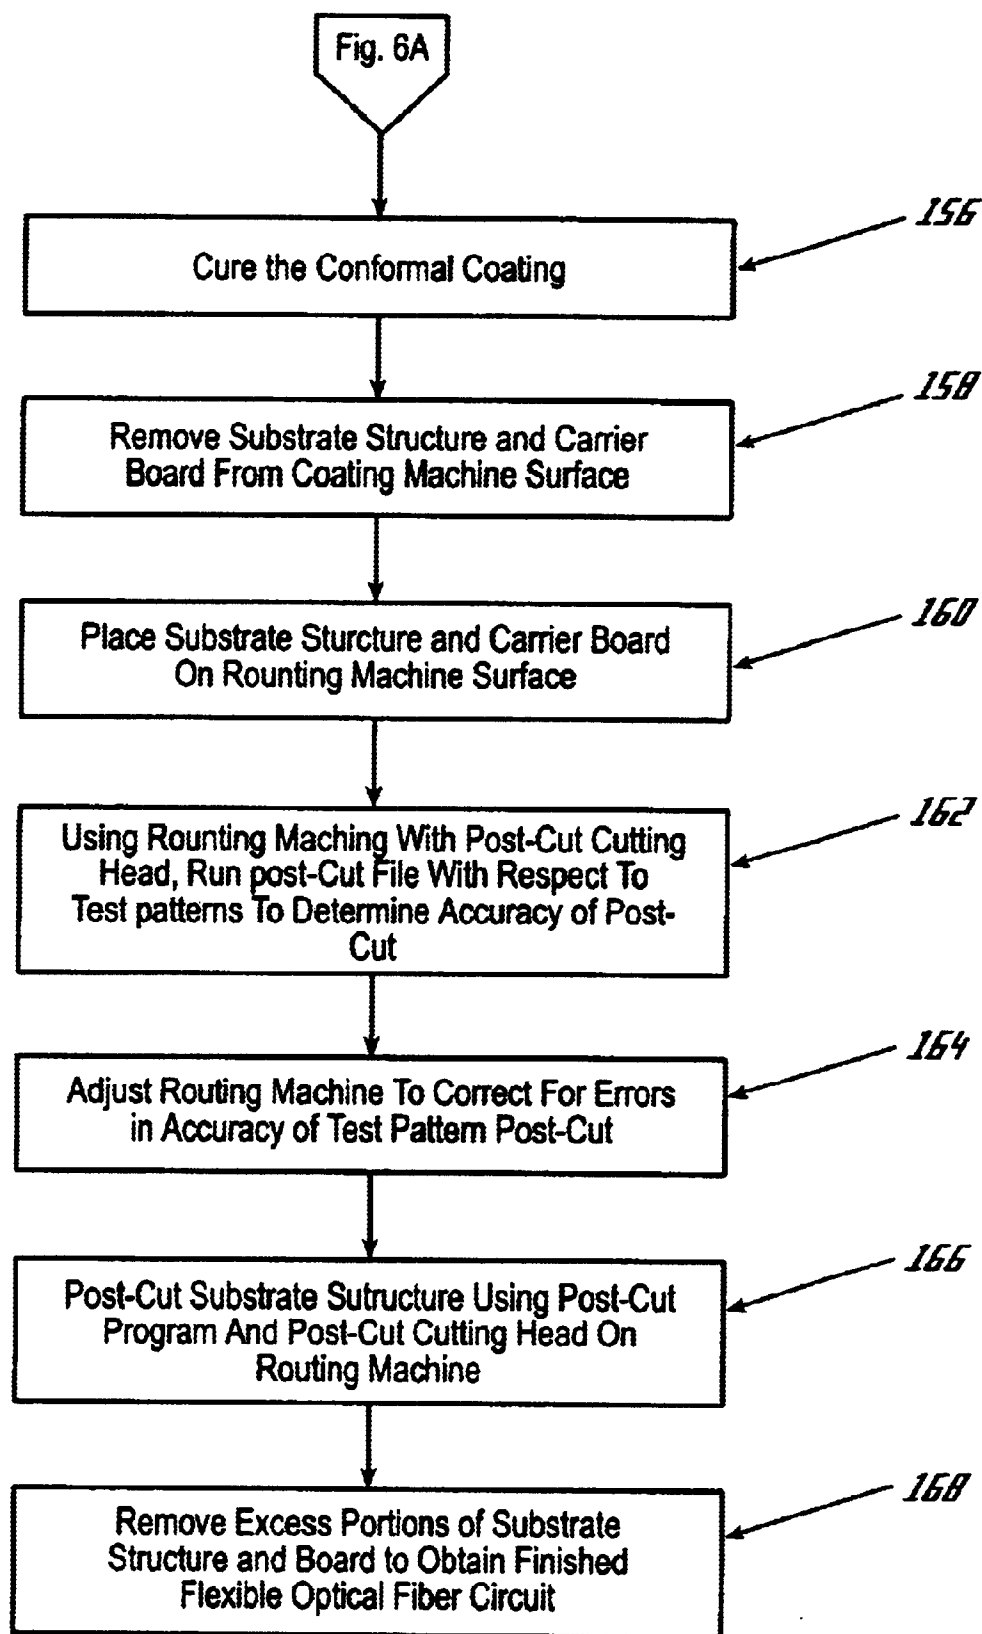 Fig. 6A
156
Cure the Conformal Coating
158
Remove Substrate Structure and Carrier
Board From Coating Machine Surface
160
Place Substrate Sturcture and Carrier Board
On Rounting Machine Surface
162
Using Rounting Maching With Post-Cut Cutting
Head, Run post-Cut File With Respect To
Test patterns To Determine Accuracy of Post-
Cut
164
Adjust Routing Machine To Correct For Errors
in Accuracy of Test Pattern Post-Cut
166
Post-Cut Substrate Sutructure Using Post-Cut
Program And Post-Cut Cutting Head On
Routing Machine
168
Remove Excess Portions of Substrate
Structure and Board to Obtain Finished
Flexible Optical Fiber Circuit